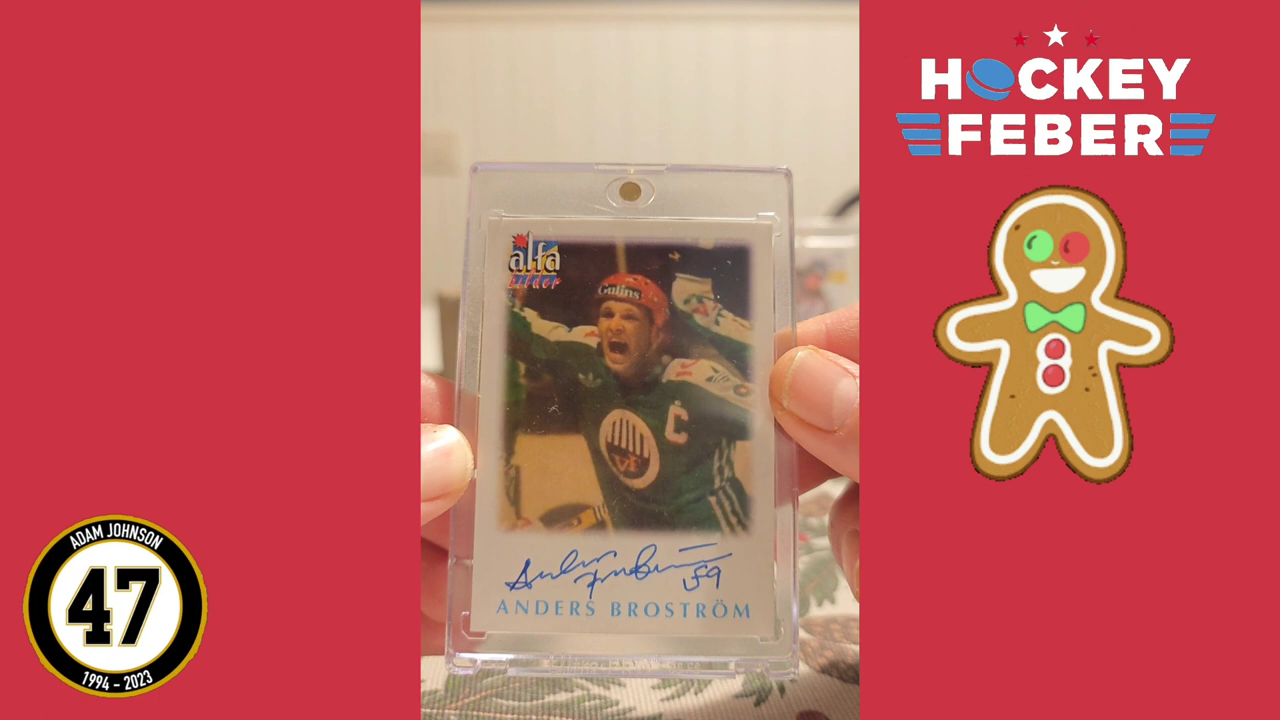 HOCKEY
FEBER
alfa
bilder
Gulins
C
VF
59
ANDERS BROSTRÖM
ADAM JOHNSON
47
1994 - 2023